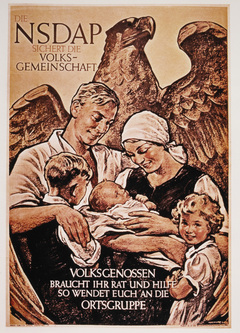 DIE
NSDAP
SICHERT DIE
VOLKS-
GEMEINSCHAFT
VOLKSGENOSSEN
BRAUCHT IHR RAT UND HILFE
SO WENDET EUCH AN DIE
ORTSGRUPPE